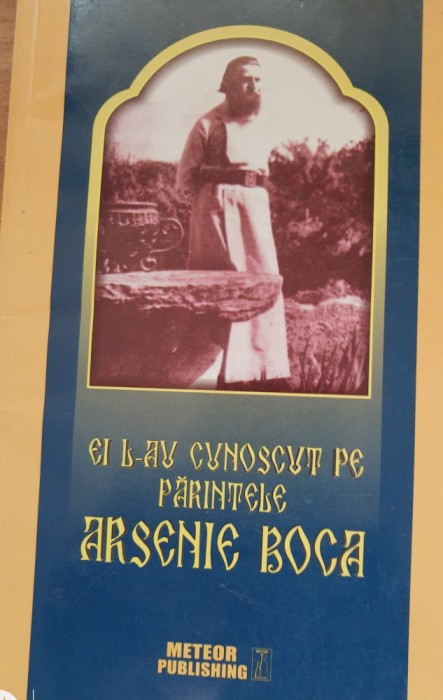 EI L-AU CUNOSCUT PE
PĂRINTELE
ARSENIE BOCA
METEOR
PUBLISHING